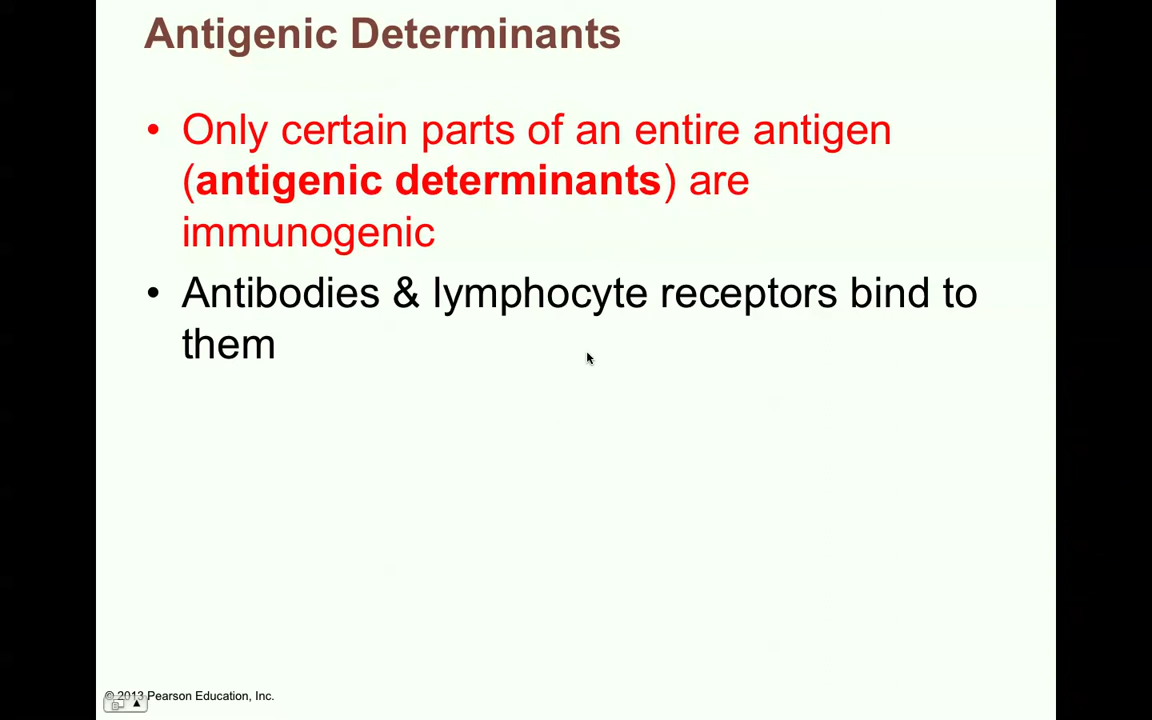 Antigenic Determinants
• Only certain parts of an entire antigen
(antigenic determinants) are
immunogenic
• Antibodies & lymphocyte receptors bind to
them
© 2013 Pearson Education, Inc.